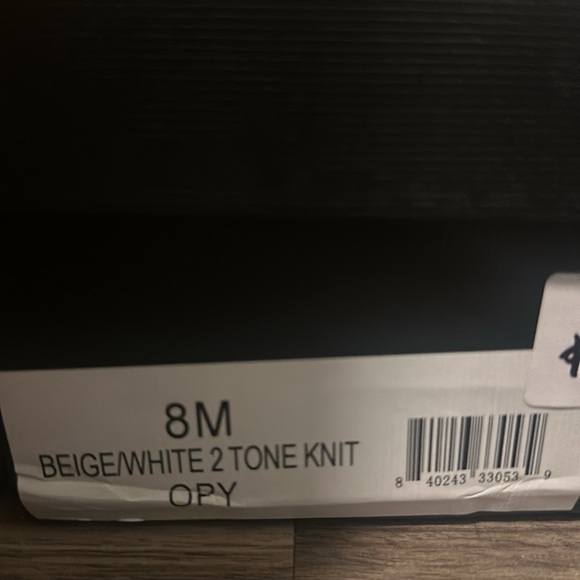 8M
BEIGE/WHITE 2 TONE KNIT
OPY
8 40243 33053 9